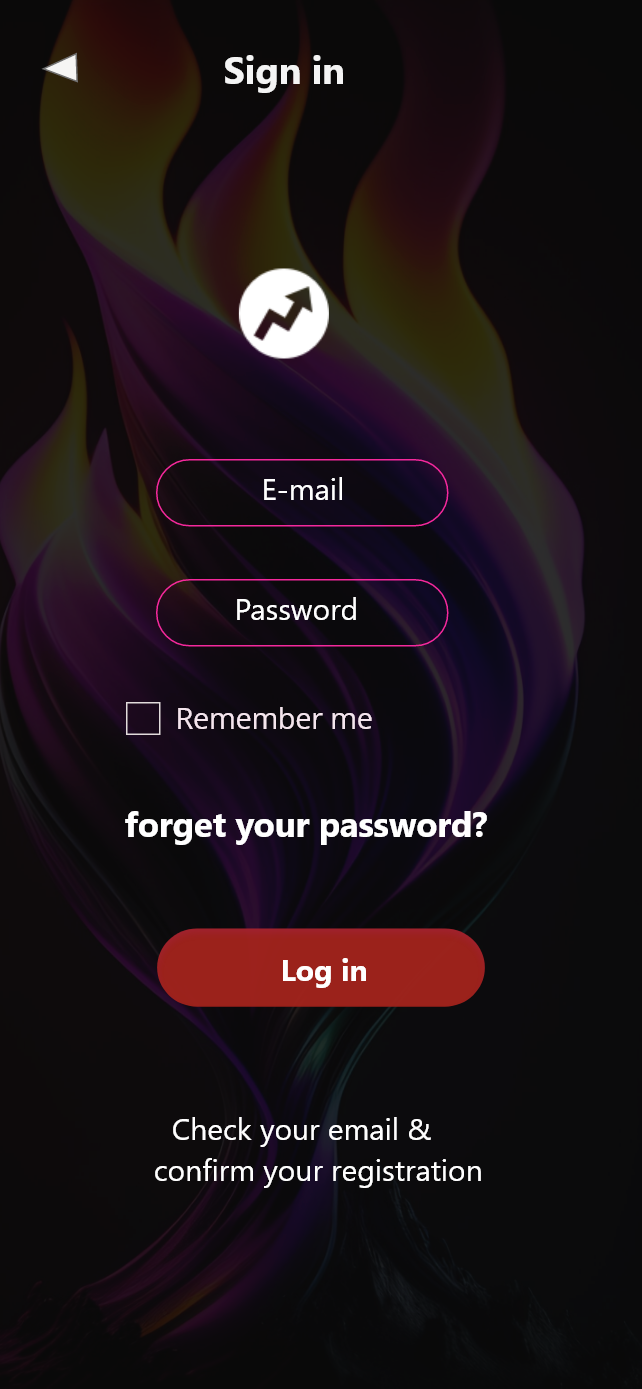 Sign in
E-mail
Password
Remember me
forget your password?
Log in
Check your email &
confirm your registration